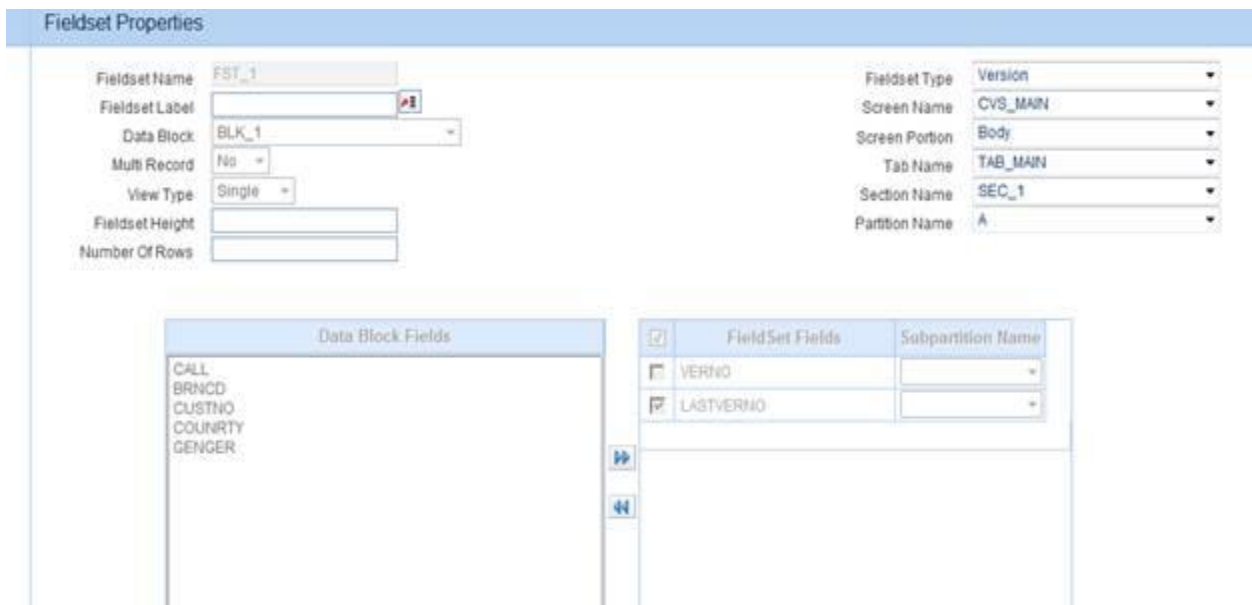 Fieldset Properties
Fieldset Name FST_1
Fieldset Label
Data Block BLK_1
Multi Record No
View Type Single
Fieldset Height
Number Of Rows
Fieldset Type Version
Screen Name CVS_MAIN
Screen Portion Body
Tab Name TAB_MAIN
Section Name SEC_1
Partition Name A
Data Block Fields
CALL
BRNCD
CUSTNO
COUNRTY
GENGER
FieldSet Fields Subpartition Name
VERNO
LASTVERNO